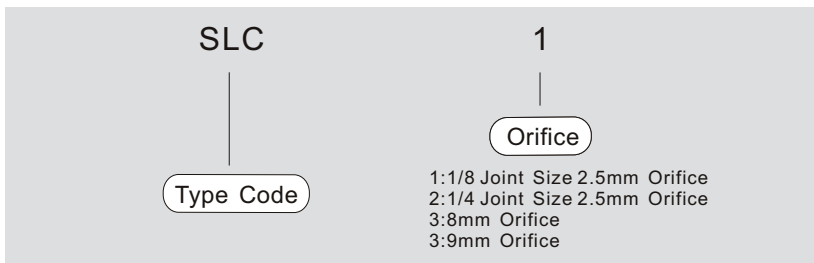 SLC 1
Orifice
Type Code
1:1/8 Joint Size 2.5mm Orifice
2:1/4 Joint Size 2.5mm Orifice
3:8mm Orifice
3:9mm Orifice